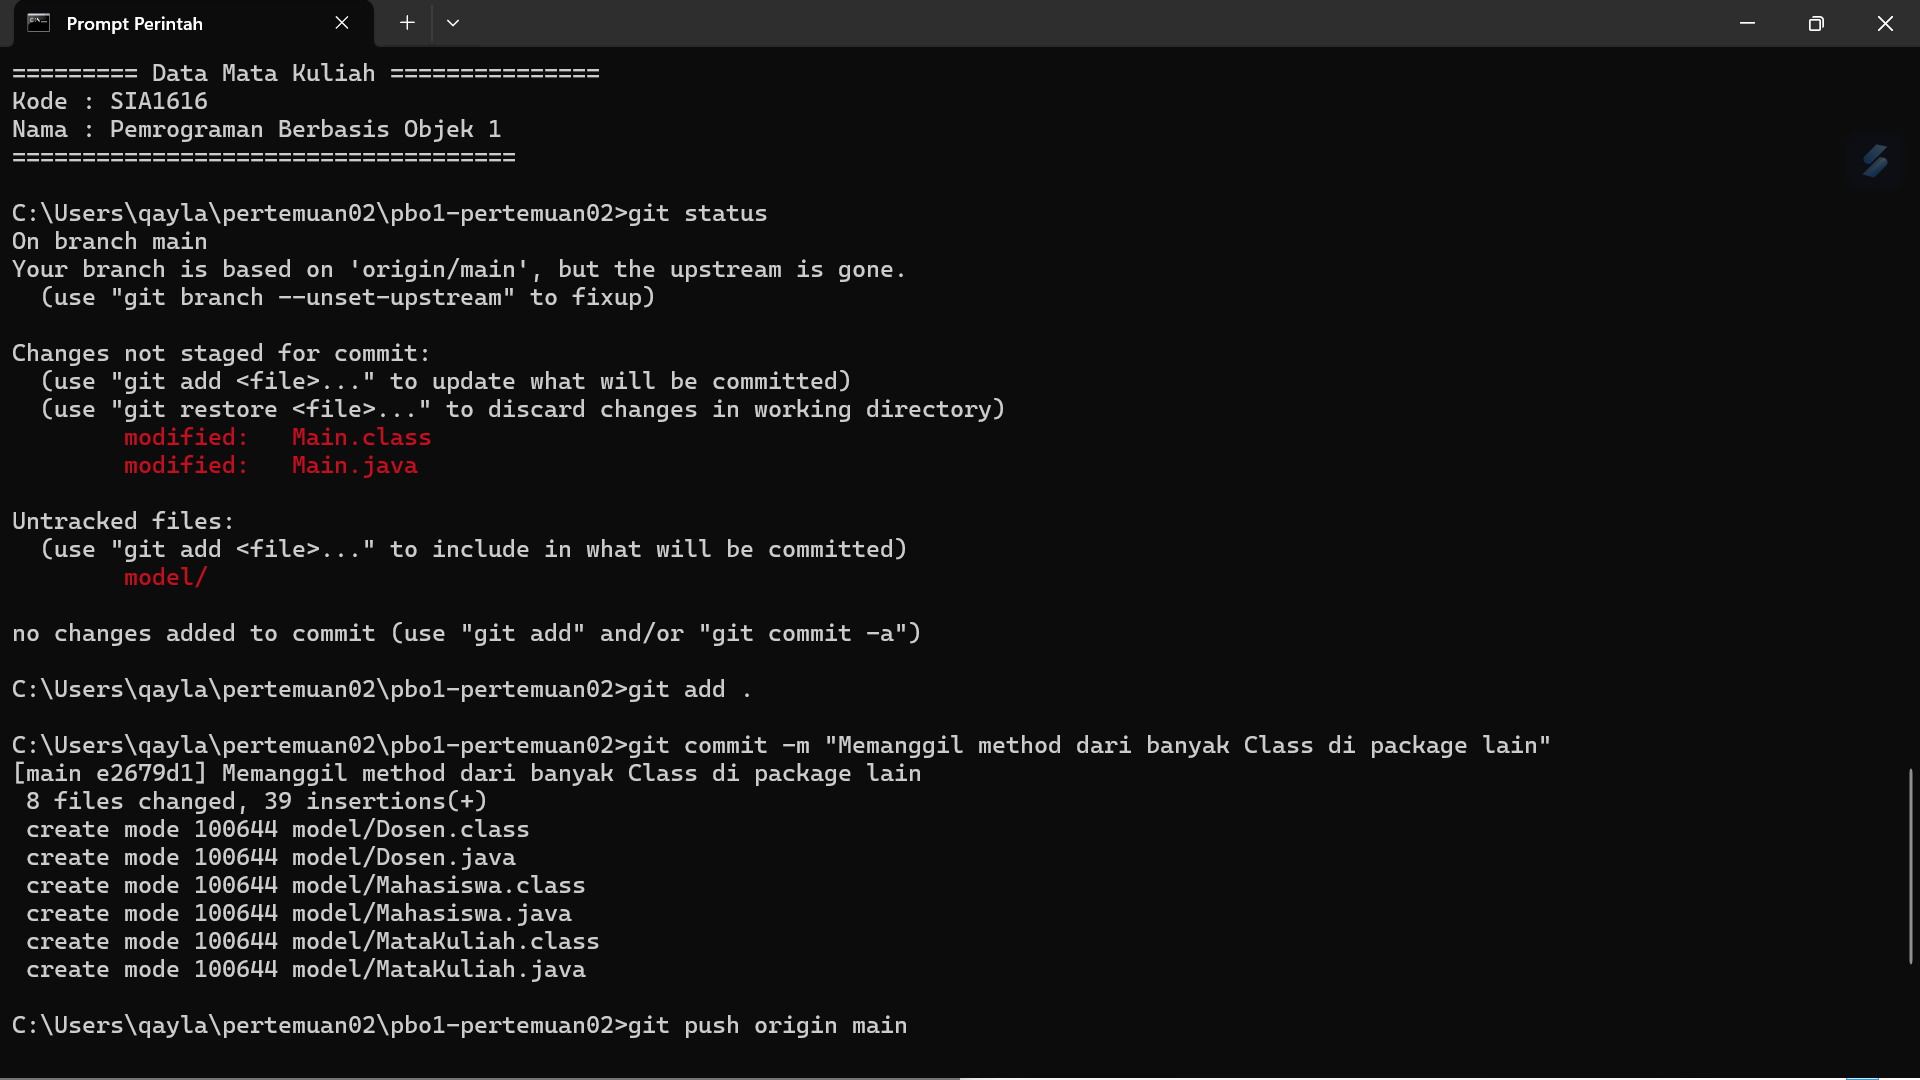 Prompt Perintah
========= Data Mata Kuliah ===============
Kode : SIA1616
Nama : Pemrograman Berbasis Objek 1
====================================
C:\Users\qayla\pertemuan02\pbo1-pertemuan02>git status
On branch main
Your branch is based on 'origin/main', but the upstream is gone.
  (use "git branch --unset-upstream" to fixup)
Changes not staged for commit:
  (use "git add <file>..." to update what will be committed)
  (use "git restore <file>..." to discard changes in working directory)
        modified:   Main.class
        modified:   Main.java
Untracked files:
  (use "git add <file>..." to include in what will be committed)
        model/
no changes added to commit (use "git add" and/or "git commit -a")
C:\Users\qayla\pertemuan02\pbo1-pertemuan02>git add .
C:\Users\qayla\pertemuan02\pbo1-pertemuan02>git commit -m "Memanggil method dari banyak Class di package lain"
[main e2679d1] Memanggil method dari banyak Class di package lain
 8 files changed, 39 insertions(+)
 create mode 100644 model/Dosen.class
 create mode 100644 model/Dosen.java
 create mode 100644 model/Mahasiswa.class
 create mode 100644 model/Mahasiswa.java
 create mode 100644 model/MataKuliah.class
 create mode 100644 model/MataKuliah.java
C:\Users\qayla\pertemuan02\pbo1-pertemuan02>git push origin main